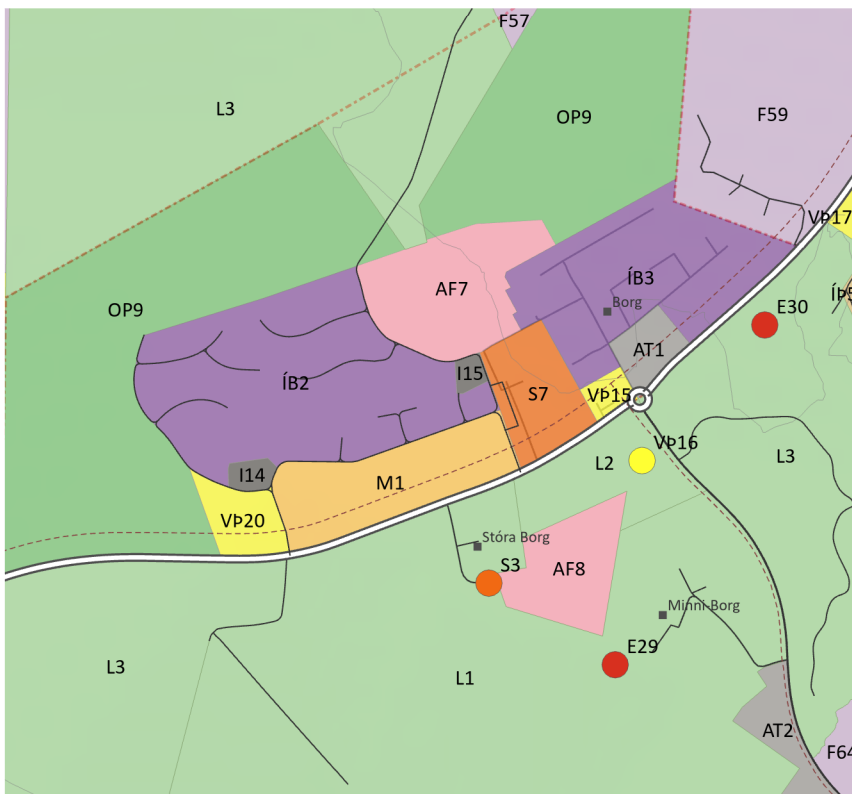 F57
L3
OP9
F59
VÞ17
ÍB3
AF7
Borg
ÍÞ5
E30
OP9
AT1
I15
ÍB2
S7
VÞ15
VÞ16
L2
L3
I14
M1
VÞ20
Stóra Borg
S3
AF8
Minni-Borg
E29
L3
L1
AT2
F64